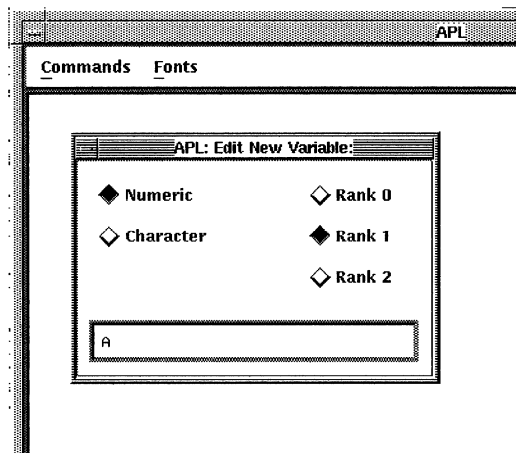 APL
Commands Fonts
APL: Edit New Variable:
Numeric Rank 0
Character Rank 1
Rank 2
A